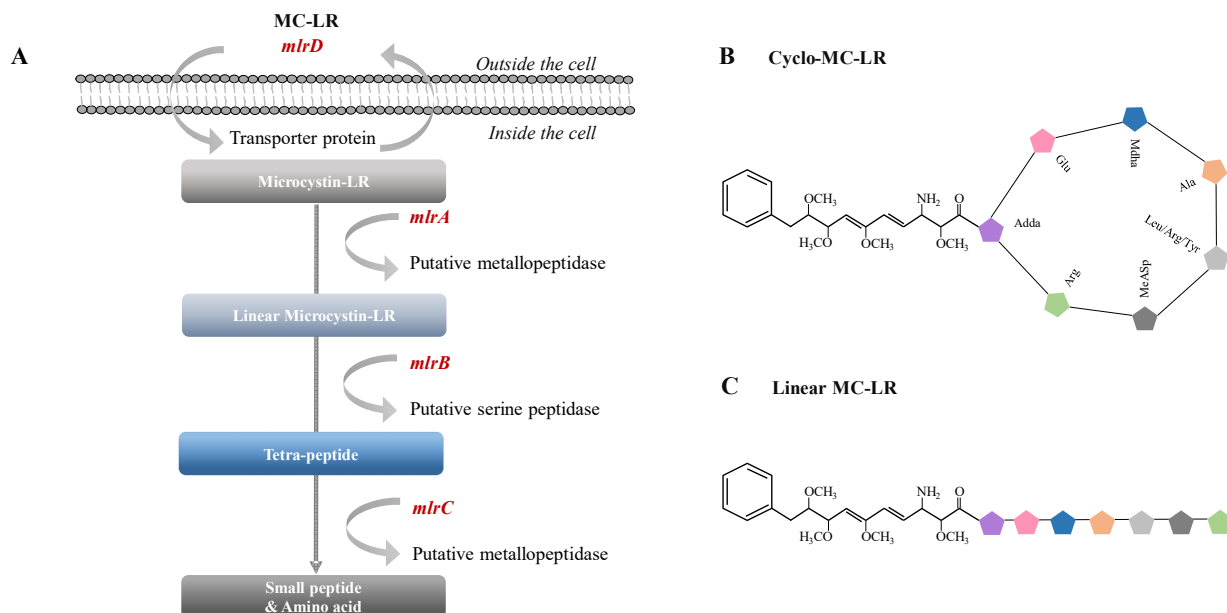 A
MC-LR
mlrD
Outside the cell
Transporter protein
Inside the cell
Microcystin-LR
mlrA
Putative metallopeptidase
Linear Microcystin-LR
mlrB
Putative serine peptidase
Tetra-peptide
mlrC
Putative metallopeptidase
Small peptide
& Amino acid
B Cyclo-MC-LR
OCH₃
H₃CO
OCH₃
NH₂
O
OCH₃
Adda
Glu
Mdha
Ala
Leu/Arg/Tyr
MeASp
Arg
C Linear MC-LR
OCH₃
H₃CO
OCH₃
NH₂
O
OCH₃